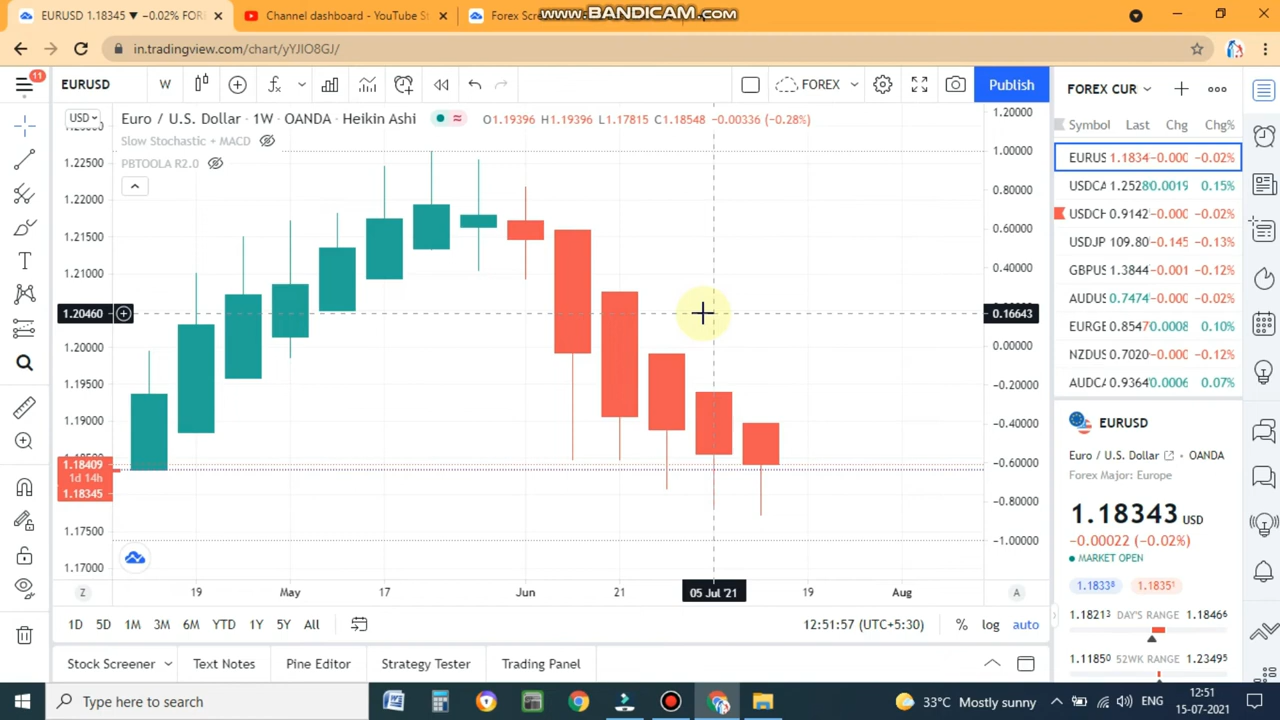 EURUSD 1.18345 ▼ −0.02% FORE
Channel dashboard - YouTube St
Forex Scr
www.BANDICAM.com
in.tradingview.com/chart/yYJIO8GJ/
11
EURUSD
W
FOREX
Publish
FOREX CUR
USD
Euro / U.S. Dollar · 1W · OANDA · Heikin Ashi
O1.19396 H1.19396 L1.17815 C1.18548 −0.00336 (−0.28%)
Slow Stochastic + MACD
PBTOOLA R2.0
1.22500
1.22000
1.21500
1.21000
1.20460
1.20000
1.19500
1.19000
1.18409
1d 14h
1.18345
1.17500
1.17000
1.20000
1.00000
0.80000
0.60000
0.40000
0.16643
0.00000
−0.20000
−0.40000
−0.60000
−0.80000
−1.00000
Z
19
May
17
Jun
21
05 Jul '21
19
Aug
A
1D 5D 1M 3M 6M YTD 1Y 5Y All
12:51:57 (UTC+5:30)
% log auto
Stock Screener
Text Notes
Pine Editor
Strategy Tester
Trading Panel
Symbol Last Chg Chg%
EURUS 1.1834 −0.000 −0.02%
USDCA 1.2528 0.0019 0.15%
USDCH 0.9142 −0.000 −0.02%
USDJP 109.80 −0.145 −0.13%
GBPUS 1.3844 −0.001 −0.12%
AUDUS 0.7474 −0.000 −0.02%
EURGE 0.8547 0.0008 0.10%
NZDUS 0.7020 −0.000 −0.12%
AUDCA 0.9364 0.0006 0.07%
EURUSD
Euro / U.S. Dollar · OANDA
Forex Major: Europe
1.18343 USD
−0.00022 (−0.02%)
MARKET OPEN
1.18338 1.18351
1.18213 DAY'S RANGE 1.18466
1.11850 52WK RANGE 1.23495
Type here to search
33°C Mostly sunny
ENG
12:51
15-07-2021